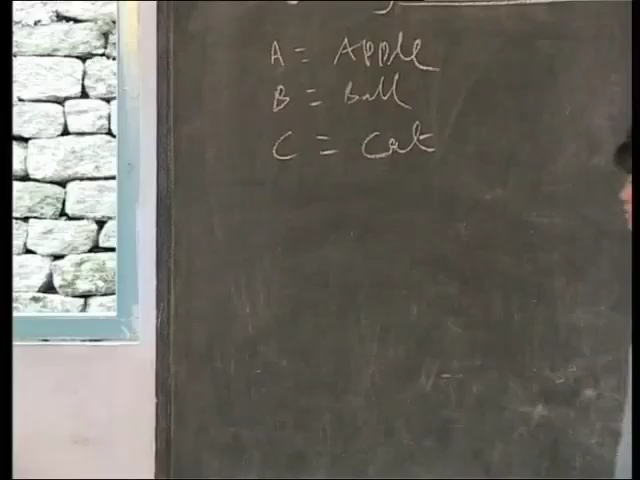 A = Apple
B = Ball
C = Cat